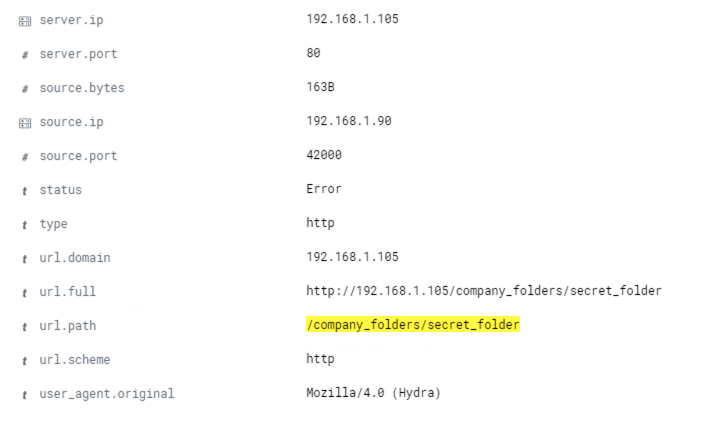 server.ip 192.168.1.105
# server.port 80
# source.bytes 163B
source.ip 192.168.1.90
# source.port 42000
t status Error
t type http
t url.domain 192.168.1.105
t url.full http://192.168.1.105/company_folders/secret_folder
t url.path /company_folders/secret_folder
t url.scheme http
t user_agent.original Mozilla/4.0 (Hydra)